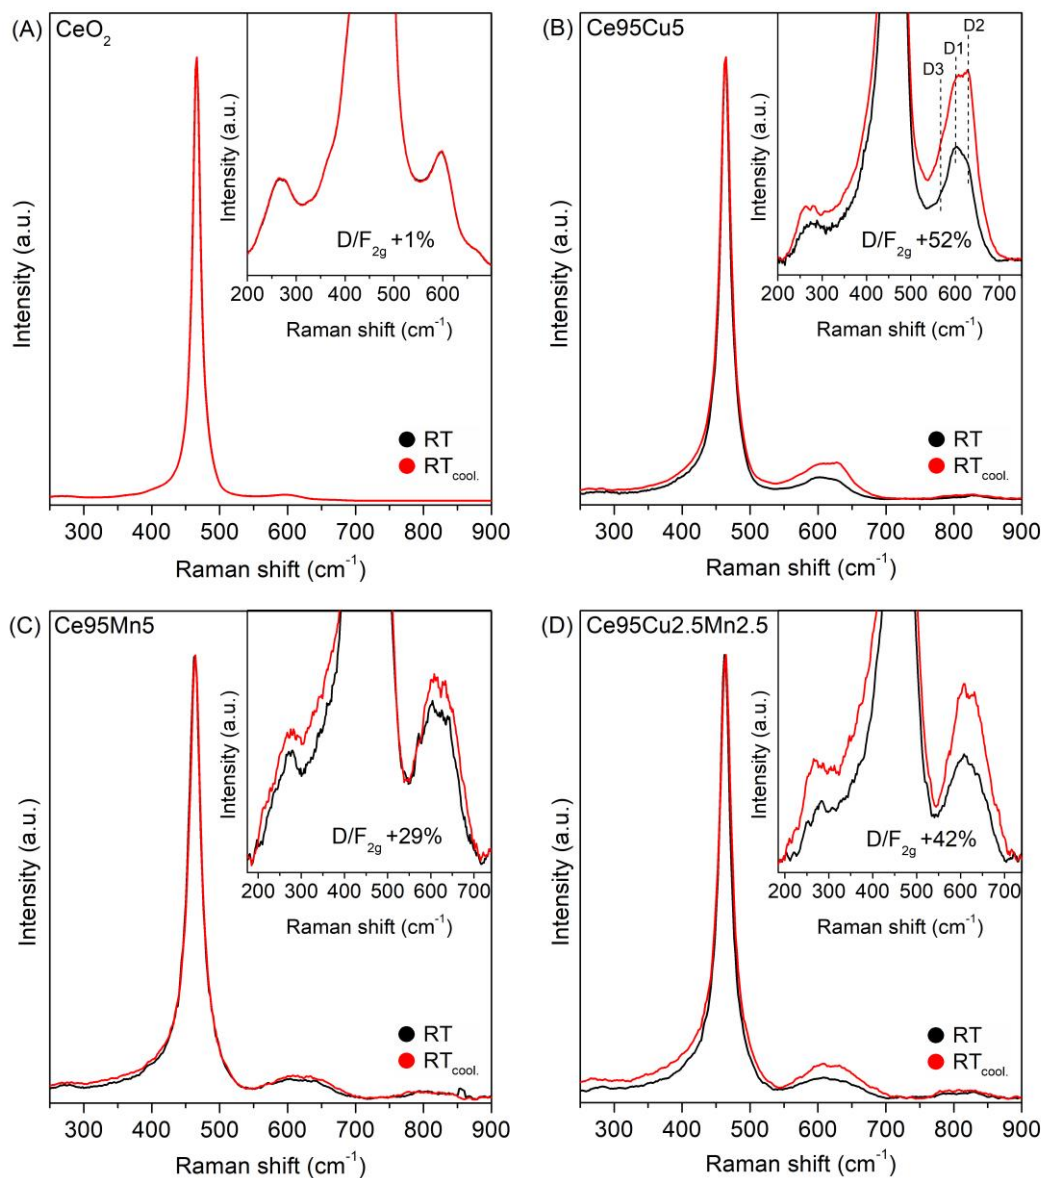 (A) CeO2
Intensity (a.u.)
Intensity (a.u.)
D/F2g +1%
200 300 400 500 600
Raman shift (cm-1)
RT
RTcool.
300 400 500 600 700 800 900
Raman shift (cm-1)
(B) Ce95Cu5
Intensity (a.u.)
Intensity (a.u.)
D2
D1
D3
D/F2g +52%
200 300 400 500 600 700
Raman shift (cm-1)
RT
RTcool.
300 400 500 600 700 800 900
Raman shift (cm-1)
(C) Ce95Mn5
Intensity (a.u.)
Intensity (a.u.)
D/F2g +29%
200 300 400 500 600 700
Raman shift (cm-1)
RT
RTcool.
300 400 500 600 700 800 900
Raman shift (cm-1)
(D) Ce95Cu2.5Mn2.5
Intensity (a.u.)
Intensity (a.u.)
D/F2g +42%
200 300 400 500 600 700
Raman shift (cm-1)
RT
RTcool.
300 400 500 600 700 800 900
Raman shift (cm-1)